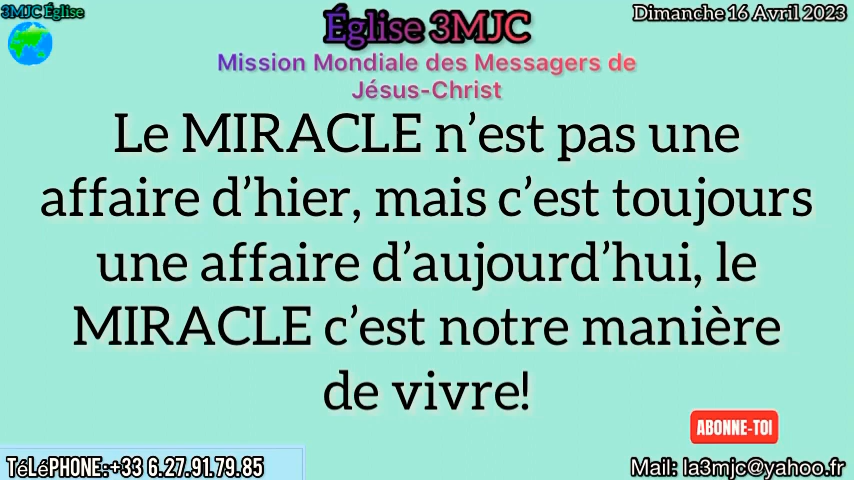 3MJC Église
Église 3MJC
Dimanche 16 Avril 2023
Mission Mondiale des Messagers de
Jésus-Christ
Le MIRACLE n’est pas une
affaire d’hier, mais c’est toujours
une affaire d’aujourd’hui, le
MIRACLE c’est notre manière
de vivre!
ABONNE-TOI
TéLéPHONE:+33 6.27.91.79.85
Mail: la3mjc@yahoo.fr